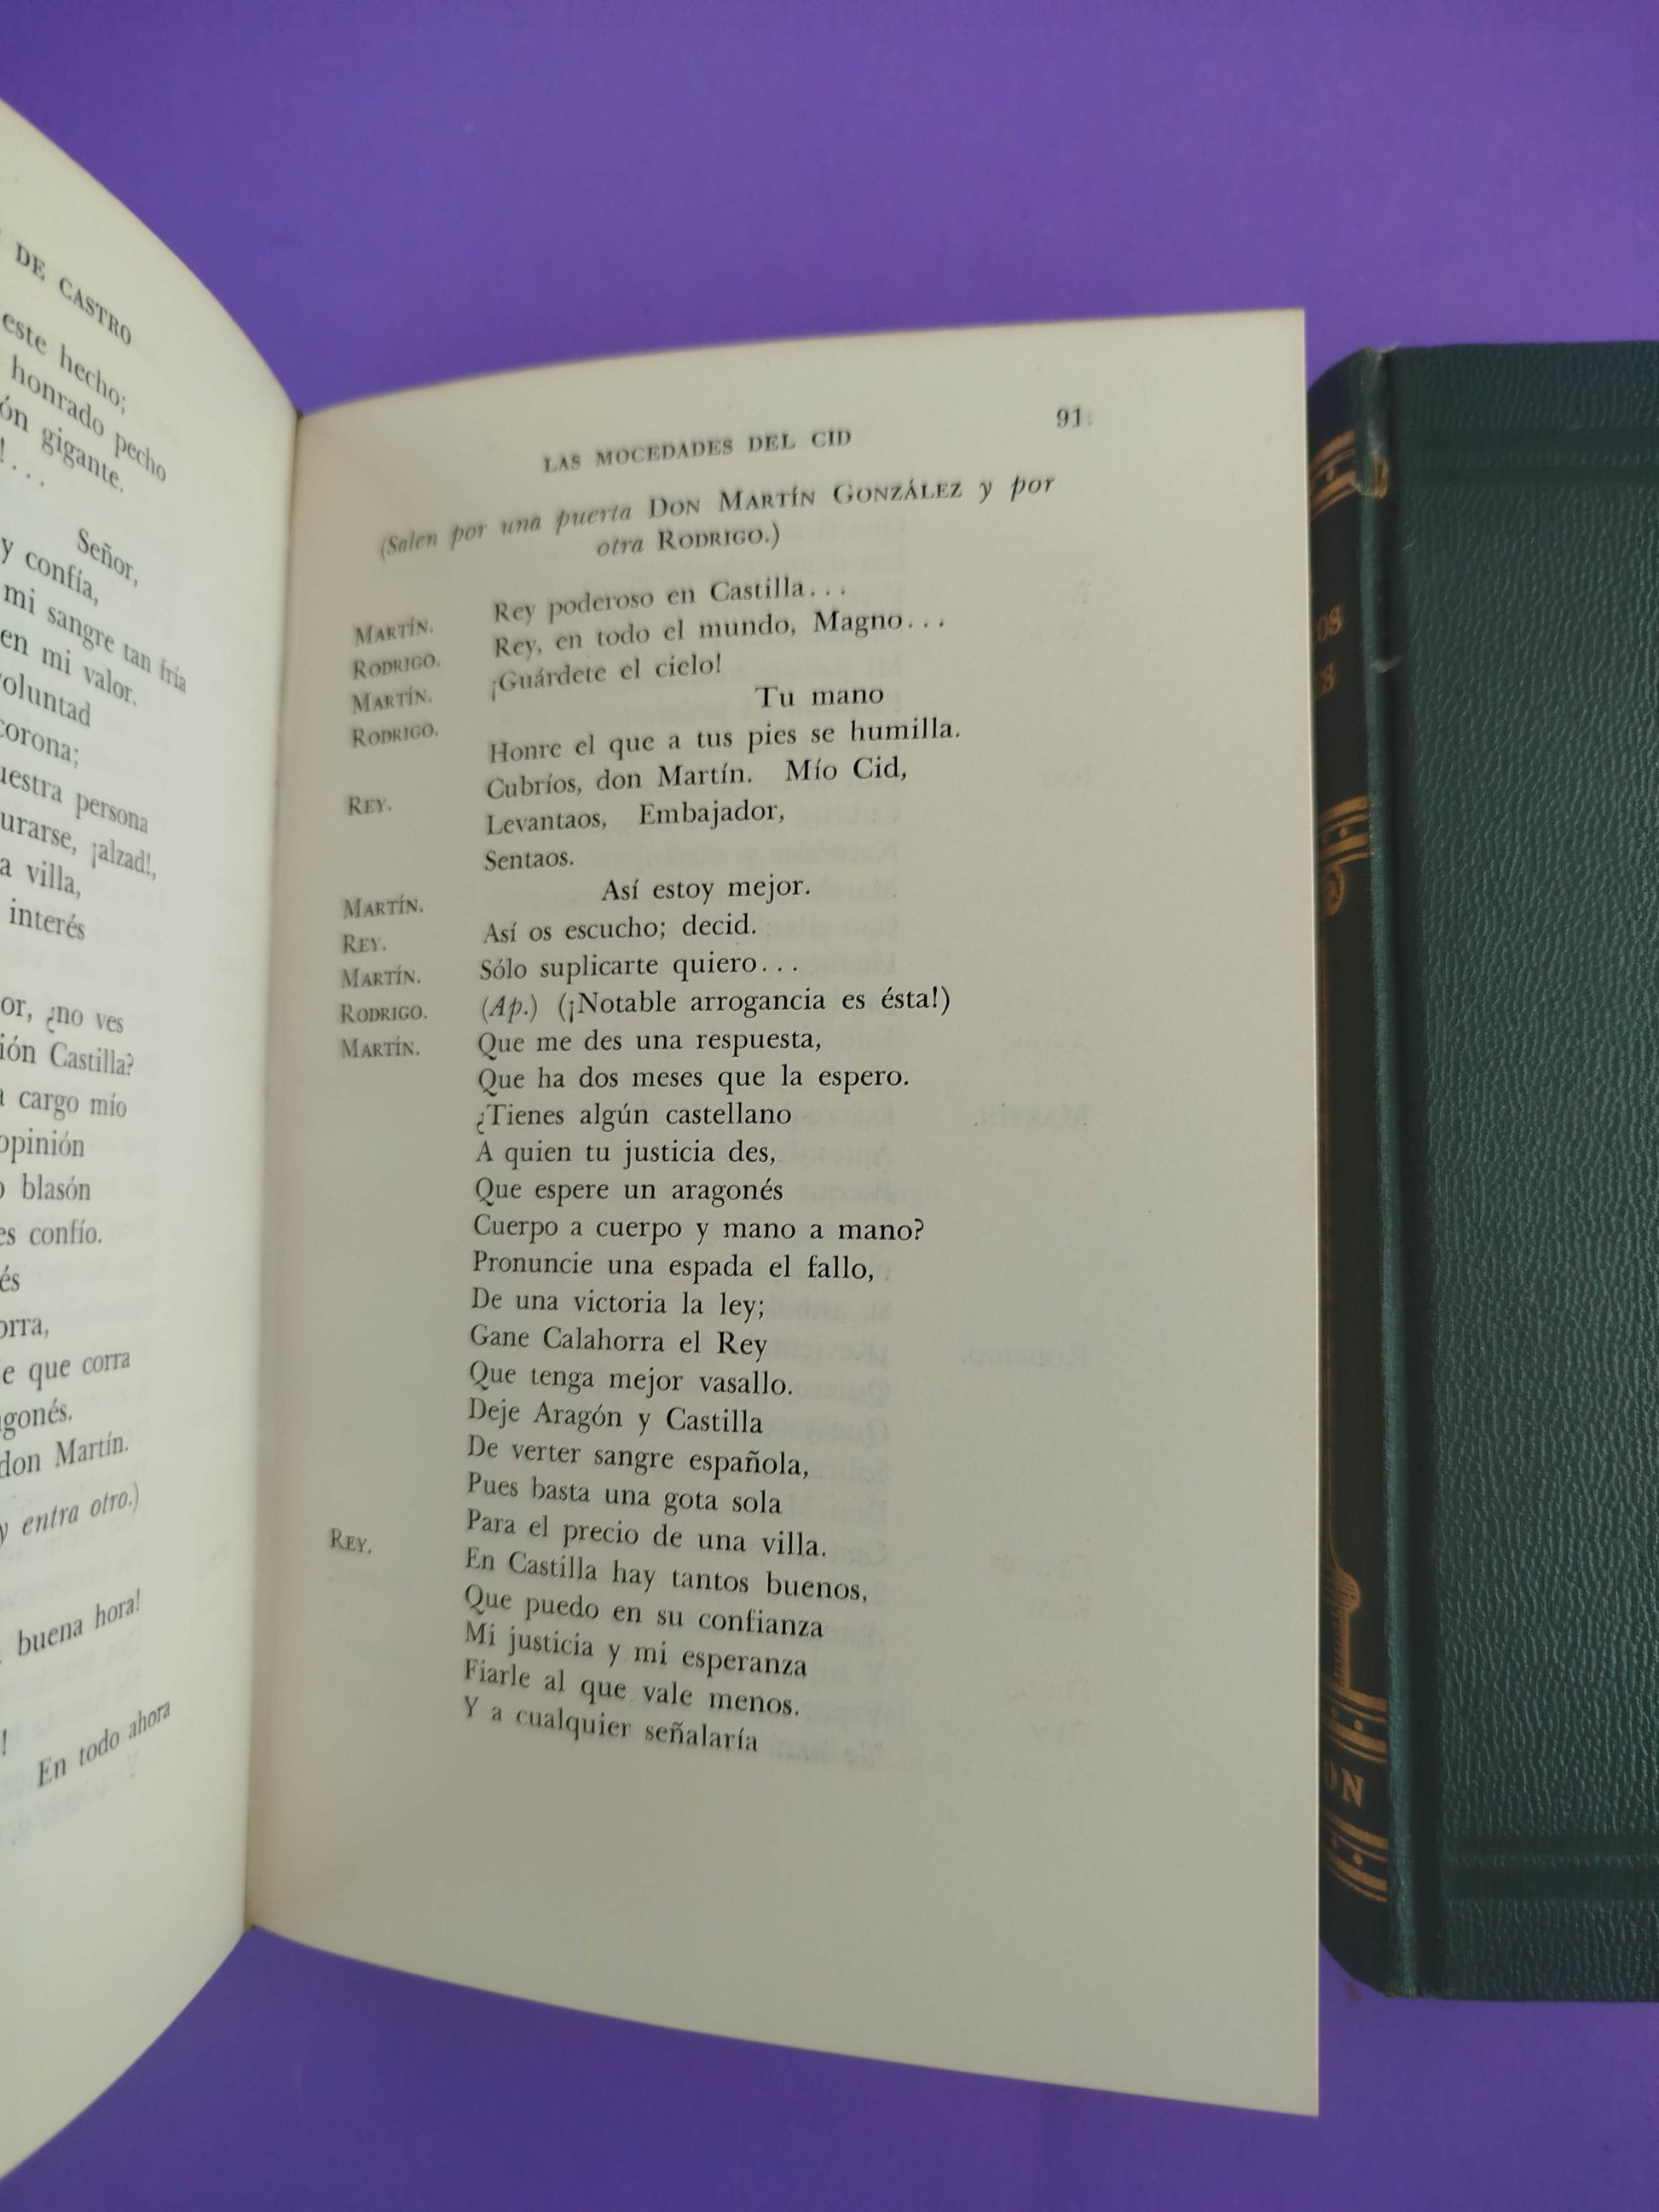 DE CASTRO
este hecho;
honrado pecho
gigante.
Señor,
y confía,
mi sangre tan fría
en mi valor.
voluntad
corona;
persona
¡alzad!,
villa,
interés
¿no ves
Castilla?
cargo mío
opinión
blasón
confío.
que corra
don Martín.
y entra otro.)
buena hora!
En todo ahora
LAS MOCEDADES DEL CID 91
(Salen por una puerta DON MARTÍN GONZÁLEZ y por
otra RODRIGO.)
MARTÍN. Rey poderoso en Castilla...
RODRIGO. Rey, en todo el mundo, Magno...
MARTÍN. ¡Guárdete el cielo!
RODRIGO. Tu mano
Honre el que a tus pies se humilla.
REY. Cubríos, don Martín. Mío Cid,
Levantaos, Embajador,
Sentaos.
MARTÍN. Así estoy mejor.
REY. Así os escucho; decid.
MARTÍN. Sólo suplicarte quiero...
RODRIGO. (Ap.) (¡Notable arrogancia es ésta!)
MARTÍN. Que me des una respuesta,
Que ha dos meses que la espero.
¿Tienes algún castellano
A quien tu justicia des,
Que espere un aragonés
Cuerpo a cuerpo y mano a mano?
Pronuncie una espada el fallo,
De una victoria la ley;
Gane Calahorra el Rey
Que tenga mejor vasallo.
Deje Aragón y Castilla
De verter sangre española,
Pues basta una gota sola
Para el precio de una villa.
REY. En Castilla hay tantos buenos,
Que puedo en su confianza
Mi justicia y mi esperanza
Fiarle al que vale menos.
Y a cualquier señalaría